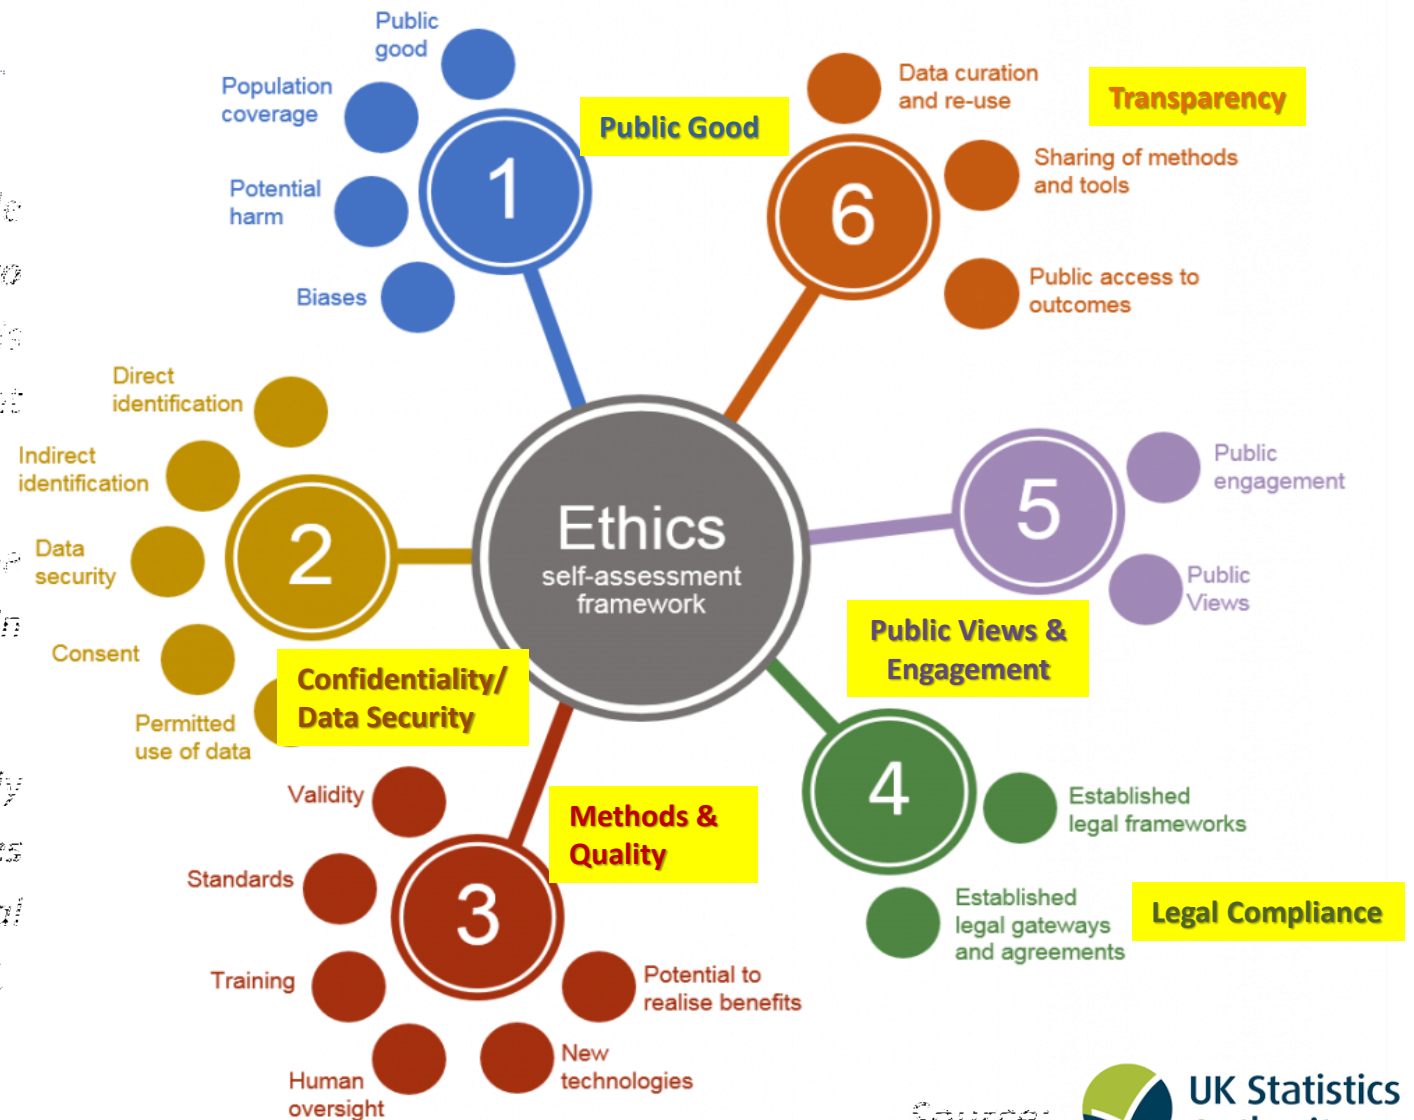 Public
good
Population
coverage
Potential
harm
Biases
1
Public Good
6
Data curation
and re-use
Transparency
Sharing of methods
and tools
Public access to
outcomes
Direct
identification
Indirect
identification
Data
security
Consent
Permitted
use of data
2
Confidentiality/
Data Security
Ethics
self-assessment
framework
5
Public
engagement
Public
Views
Public Views &
Engagement
4
Established
legal frameworks
Established
legal gateways
and agreements
Legal Compliance
Methods &
Quality
Validity
Standards
Training
Human
oversight
3
Potential to
realise benefits
New
technologies
Source:
UK Statistics